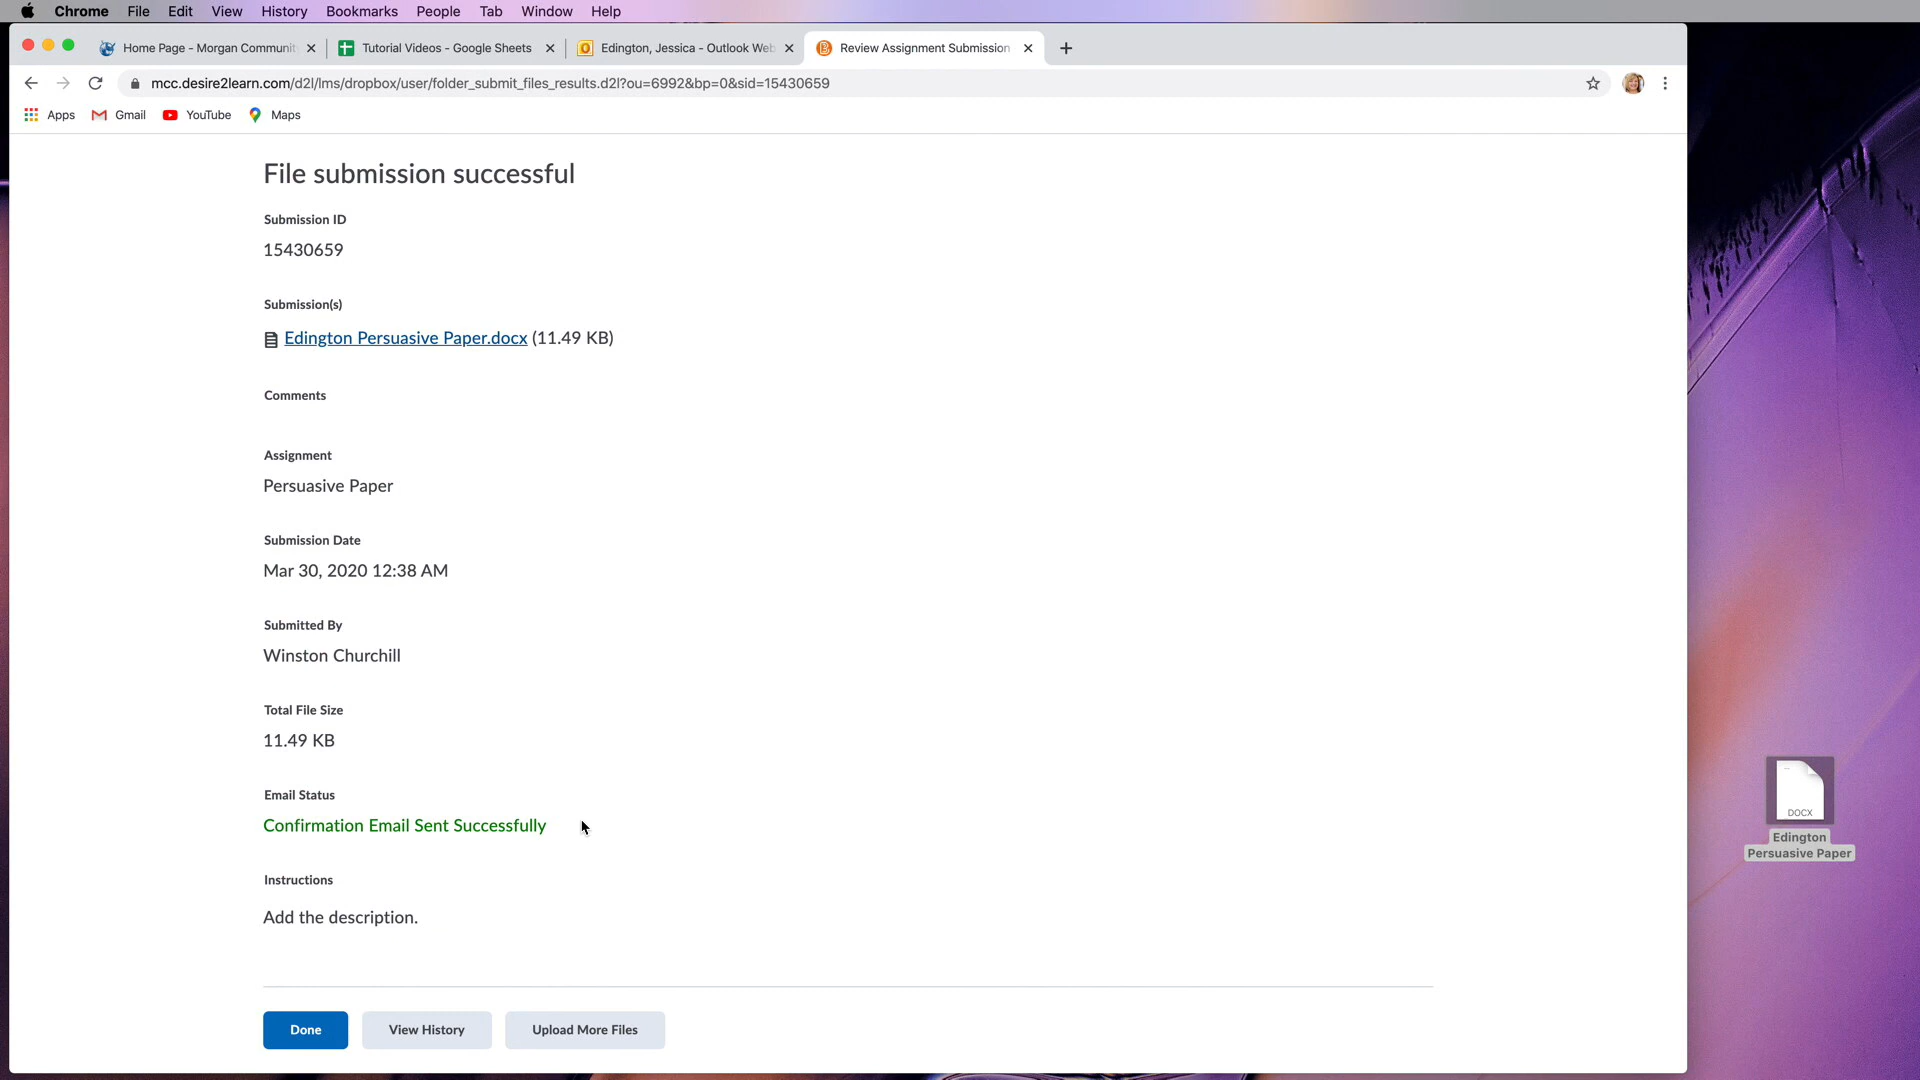 Chrome File Edit View History Bookmarks People Tab Window Help
Home Page - Morgan Communit
Tutorial Videos - Google Sheets
Edington, Jessica - Outlook Web
Review Assignment Submission
mcc.desire2learn.com/d2l/lms/dropbox/user/folder_submit_files_results.d2l?ou=6992&bp=0&sid=15430659
Apps Gmail YouTube Maps
File submission successful
Submission ID
15430659
Submission(s)
Edington Persuasive Paper.docx (11.49 KB)
Comments
Assignment
Persuasive Paper
Submission Date
Mar 30, 2020 12:38 AM
Submitted By
Winston Churchill
Total File Size
11.49 KB
Email Status
Confirmation Email Sent Successfully
Instructions
Add the description.
Done View History Upload More Files
DOCX
Edington
Persuasive Paper